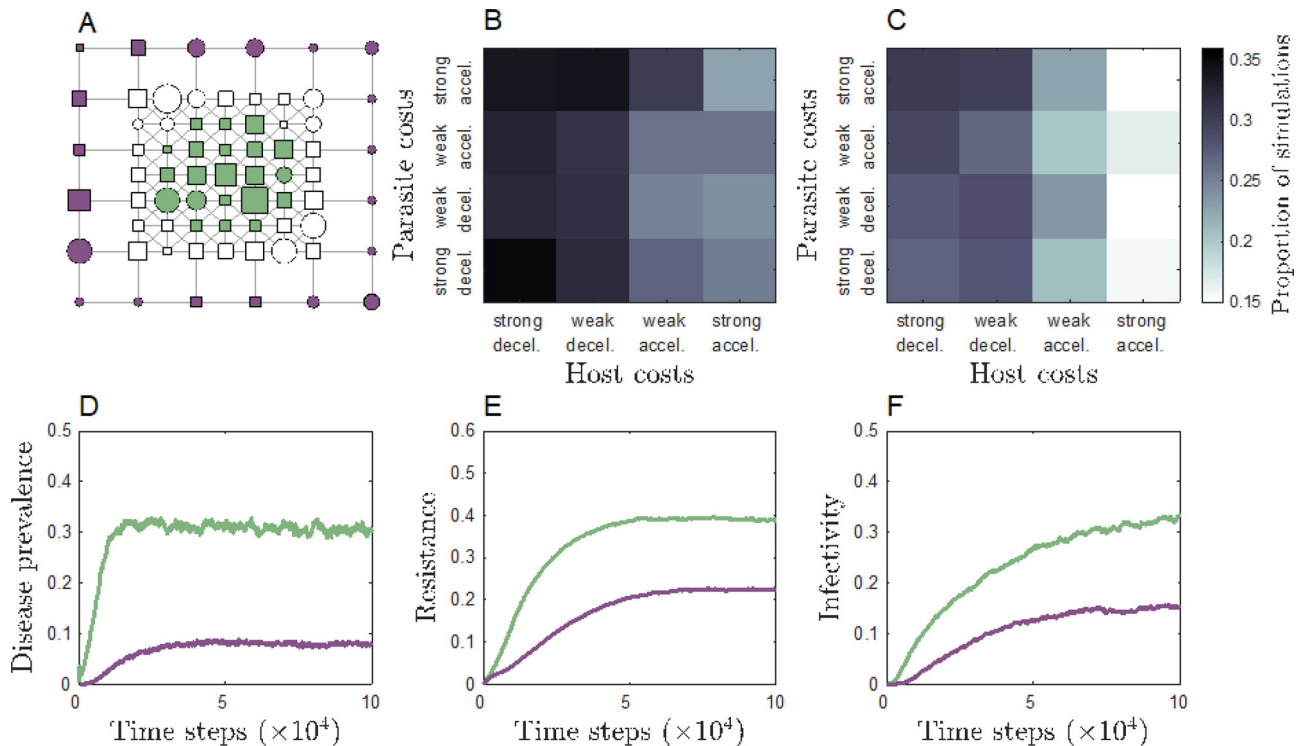 A
B
C
Parasite costs
strong
accel.
weak
accel.
weak
decel.
strong
decel.
strong
decel.
weak
decel.
weak
accel.
strong
accel.
Host costs
Parasite costs
strong
accel.
weak
accel.
weak
decel.
strong
decel.
strong
decel.
weak
decel.
weak
accel.
strong
accel.
Host costs
0.35
0.3
0.25
0.2
0.15
Proportion of simulations
D
Disease prevalence
0.5
0.4
0.3
0.2
0.1
0
0
5
10
Time steps (×10⁴)
E
Resistance
0.6
0.5
0.4
0.3
0.2
0.1
0
0
5
10
Time steps (×10⁴)
F
Infectivity
0.5
0.4
0.3
0.2
0.1
0
0
5
10
Time steps (×10⁴)